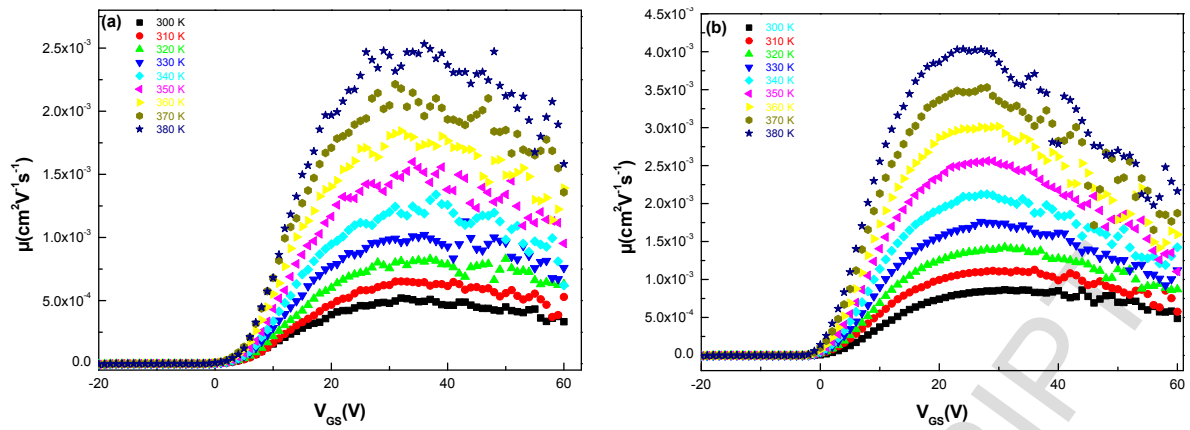 (a)
300 K
310 K
320 K
330 K
340 K
350 K
360 K
370 K
380 K
2.5x10⁻³
2.0x10⁻³
1.5x10⁻³
1.0x10⁻³
5.0x10⁻⁴
0.0
μ(cm²V⁻¹s⁻¹)
-20 0 20 40 60
V_GS(V)
(b)
300 K
310 K
320 K
330 K
340 K
350 K
360 K
370 K
380 K
4.5x10⁻³
4.0x10⁻³
3.5x10⁻³
3.0x10⁻³
2.5x10⁻³
2.0x10⁻³
1.5x10⁻³
1.0x10⁻³
5.0x10⁻⁴
0.0
μ(cm²V⁻¹s⁻¹)
-20 0 20 40 60
V_GS(V)